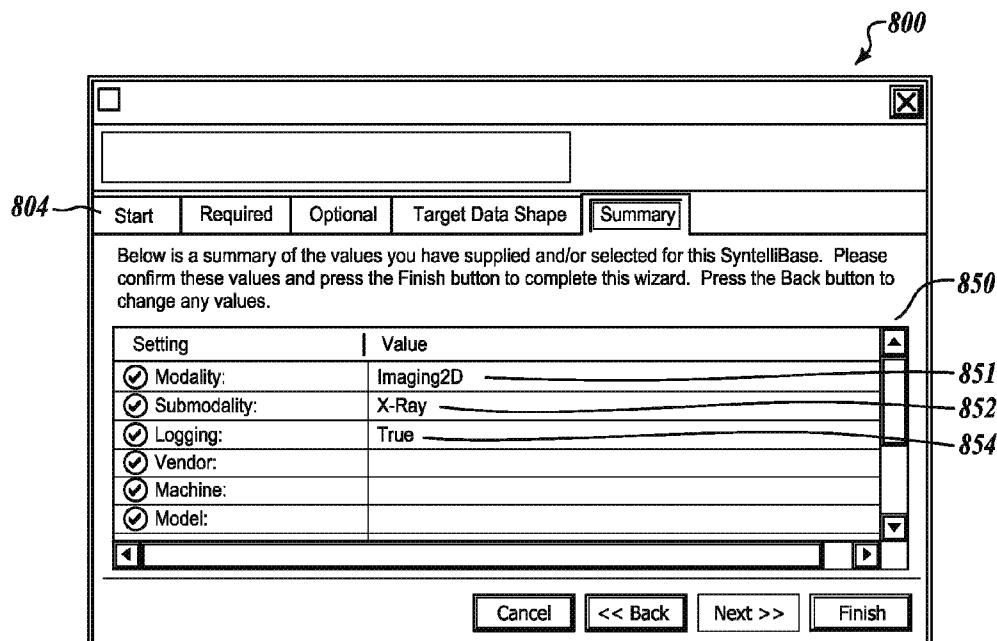 800
804
Start Required Optional Target Data Shape Summary
Below is a summary of the values you have supplied and/or selected for this SyntelliBase. Please
confirm these values and press the Finish button to complete this wizard. Press the Back button to
change any values.
850
Setting Value
Modality: Imaging2D 851
Submodality: X-Ray 852
Logging: True 854
Vendor:
Machine:
Model:
Cancel << Back Next >> Finish